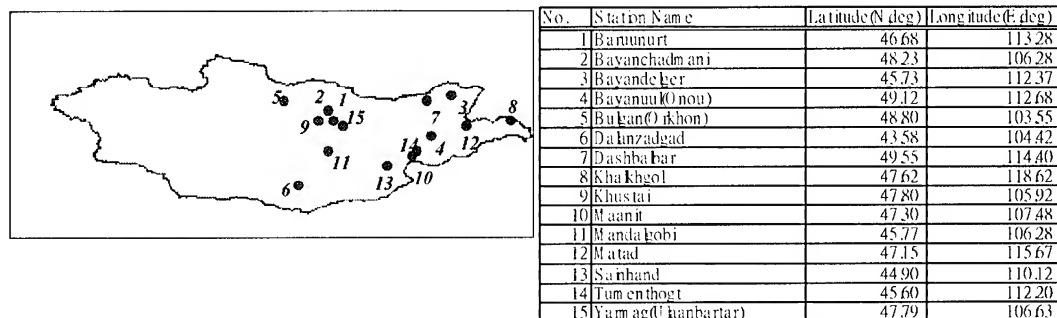 5
2
1
3
8
9
15
7
12
14
4
11
13
10
6
No. Station Name Latitude(N deg) Longitude(E deg)
1 Baruunurt 46.68 113.28
2 Bayanchadmani 48.23 106.28
3 Bayandelger 45.73 112.37
4 Bayanuul(Onou) 49.12 112.68
5 Bulgan(Orkhon) 48.80 103.55
6 Dalanzadgad 43.58 104.42
7 Dashbalbar 49.55 114.40
8 Khalkhgol 47.62 118.62
9 Khustai 47.80 105.92
10 Maanit 47.30 107.48
11 Mandalgobi 45.77 106.28
12 Matad 47.15 115.67
13 Sainhand 44.90 110.12
14 Tumenthogt 45.60 112.20
15 Yarmag(Uhanbartar) 47.79 106.63